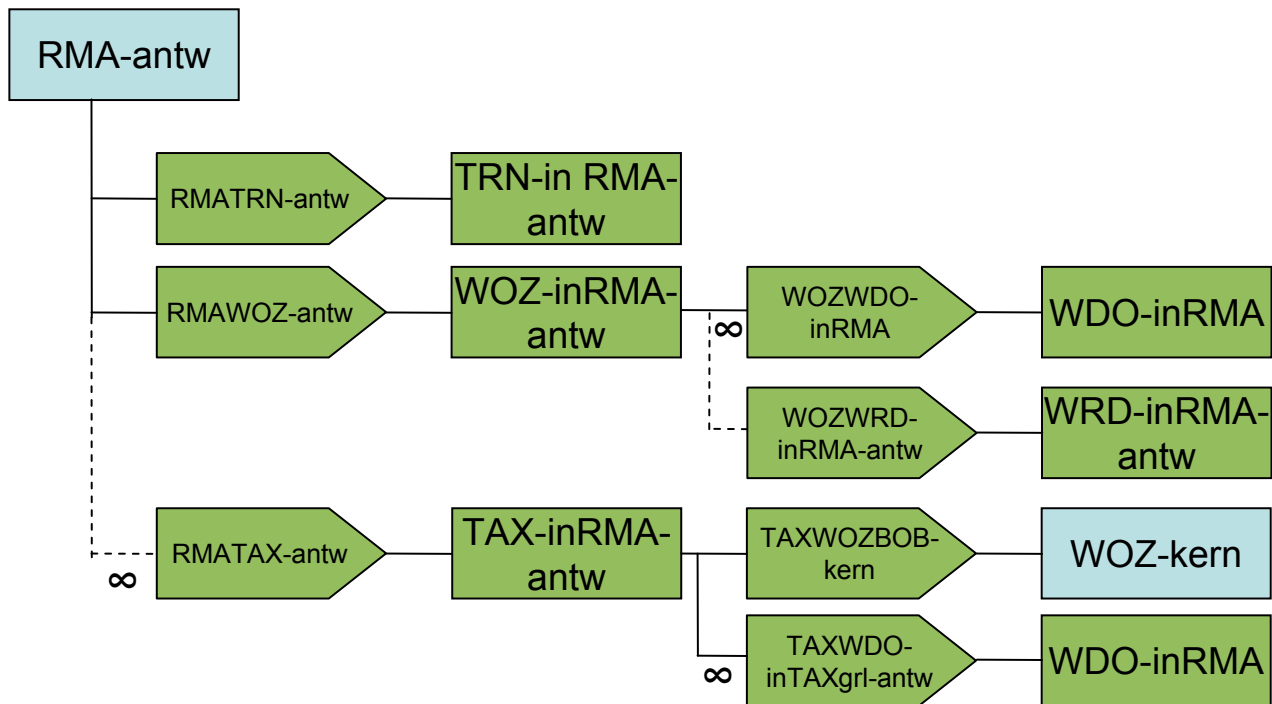 RMA-antw
RMATRN-antw
TRN-in RMA-
antw
RMAWOZ-antw
WOZ-inRMA-
antw
∞
WOZWDO-
inRMA
WDO-inRMA
WOZWRD-
inRMA-antw
WRD-inRMA-
antw
∞
RMATAX-antw
TAX-inRMA-
antw
TAXWOZBOB-
kern
WOZ-kern
∞
TAXWDO-
inTAXgrl-antw
WDO-inRMA